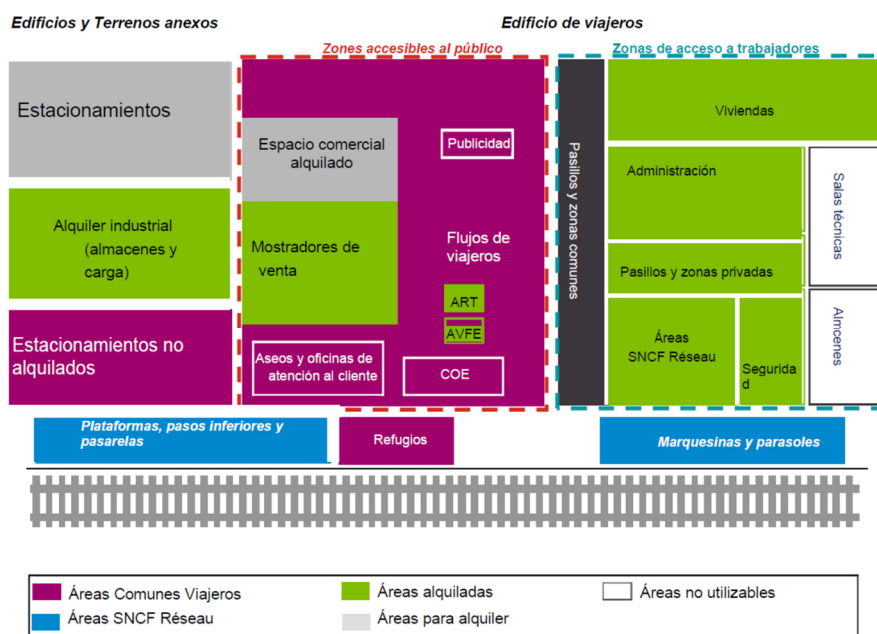 Edificios y Terrenos anexos
Edificio de viajeros
Zones accesibles al público
Zonas de acceso a trabajadores
Estacionamientos
Alquiler industrial
(almacenes y
carga)
Estacionamientos no
alquilados
Espacio comercial
alquilado
Publicidad
Mostradores de
venta
Flujos de
viajeros
ART
AVFE
Aseos y oficinas de
atención al cliente
COE
Pasillos y zonas comunes
Viviendas
Administración
Salas técnicas
Pasillos y zonas privadas
Áreas
SNCF Réseau
Segurida
d
Almcenes
Plataformas, pasos inferiores y
pasarelas
Refugios
Marquesinas y parasoles
Áreas Comunes Viajeros
Áreas alquiladas
Áreas no utilizables
Áreas SNCF Réseau
Áreas para alquiler